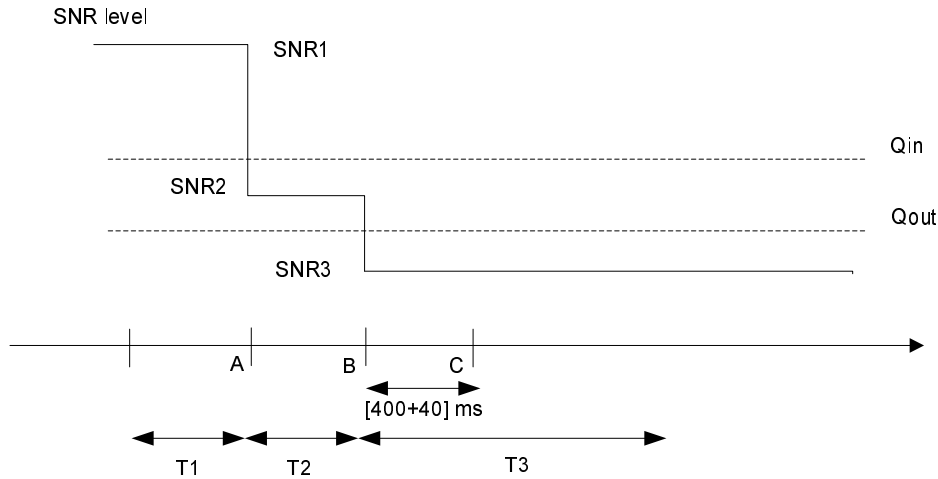 SNR level
SNR1
Qin
SNR2
Qout
SNR3
A
B
C
[400+40] ms
T1
T2
T3